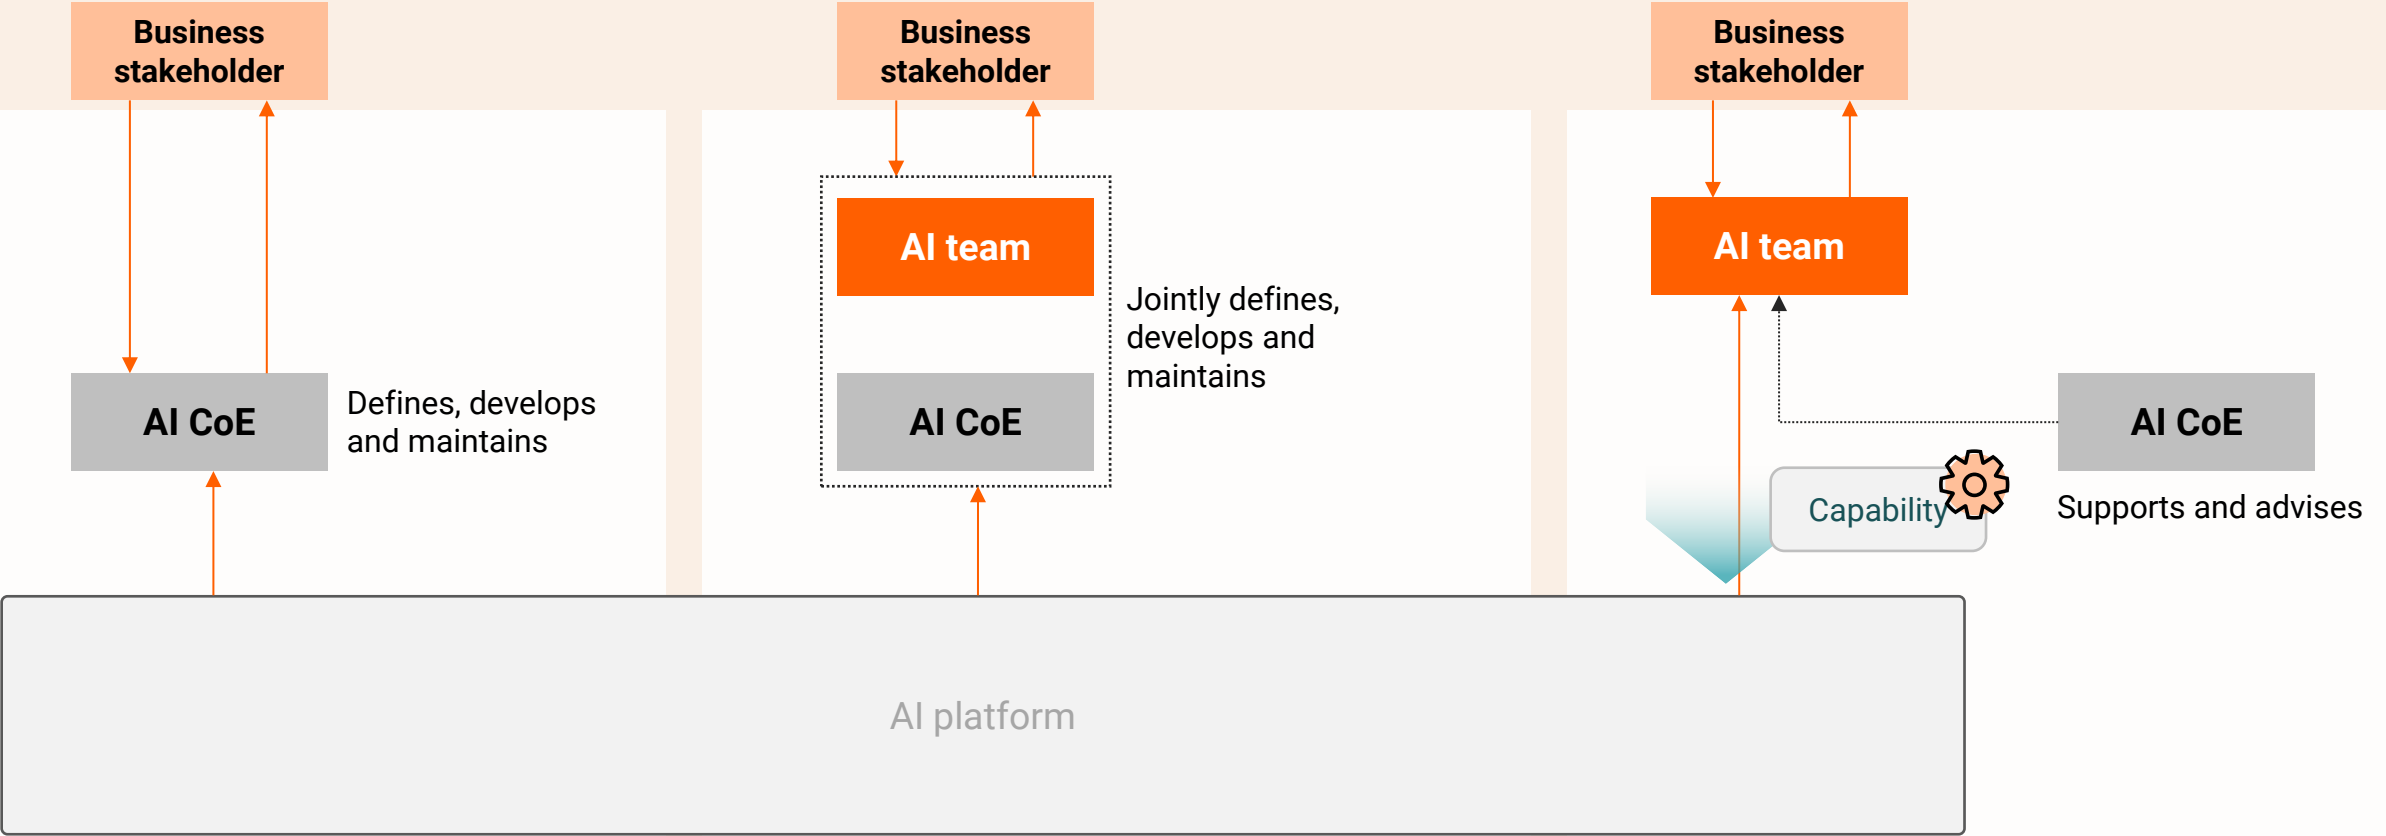 Business
stakeholder
Business
stakeholder
Business
stakeholder
AI team
AI team
Jointly defines,
develops and
maintains
AI CoE
Defines, develops
and maintains
AI CoE
AI CoE
Capability
Supports and advises
AI platform